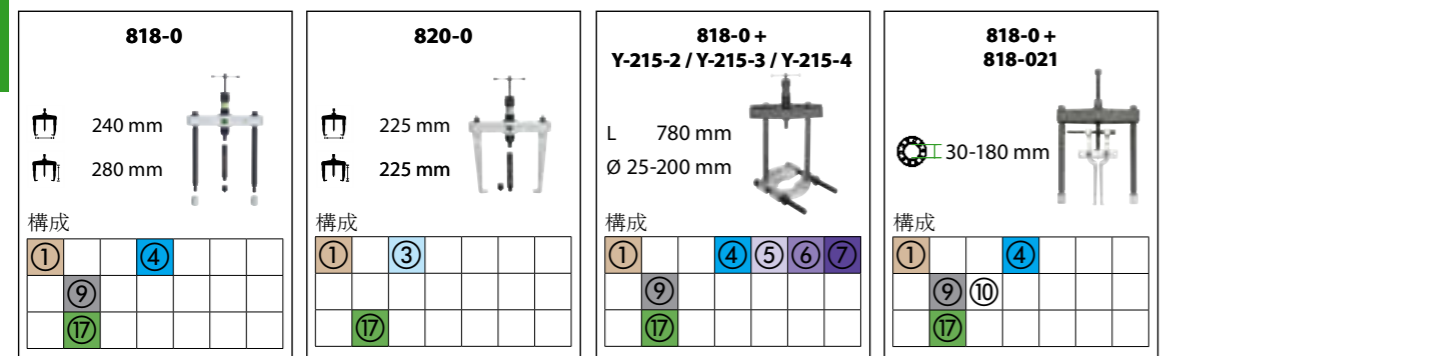 818-0
240 mm
280 mm
構成
① ④
⑨
⑰
820-0
225 mm
225 mm
構成
① ③
⑰
818-0 +
Y-215-2 / Y-215-3 / Y-215-4
L 780 mm
Ø 25-200 mm
構成
① ④ ⑤ ⑥ ⑦
⑨
⑰
818-0 +
818-021
30-180 mm
構成
① ④
⑨ ⑩
⑰